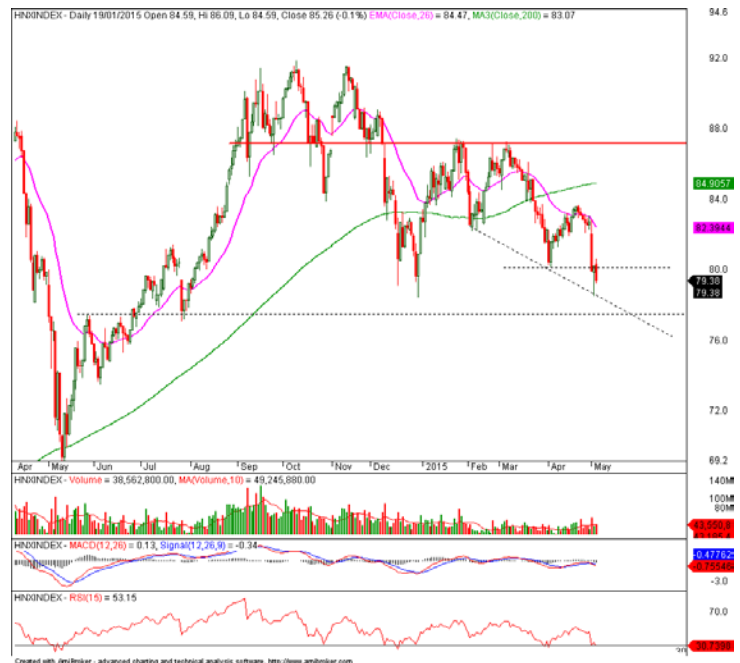 HNXINDEX - Daily 19/01/2015 Open 84.59, Hi 86.09, Lo 84.59, Close 85.26 (-0.1%) EMA(Close,26) = 84.47, MA3(Close,200) = 83.07
94.6
92.0
88.0
84.9057
84.0
82.3944
80.0
79.38
79.38
76.0
72.0
69.2
Apr May Jun Jul Aug Sep Oct Nov Dec 2015 Feb Mar Apr May
HNXINDEX - Volume = 38,562,800.00, MA(Volume,10) = 49,245,880.00
140M
100M
80M
HNXINDEX - MACD(12,26) = 0.13, Signal(12,26,9) = -0.34
-3.0
HNXINDEX - RSI(15) = 53.15
70.0
30
Created with AmiBroker - advanced charting and technical analysis software. http://www.amibroker.com